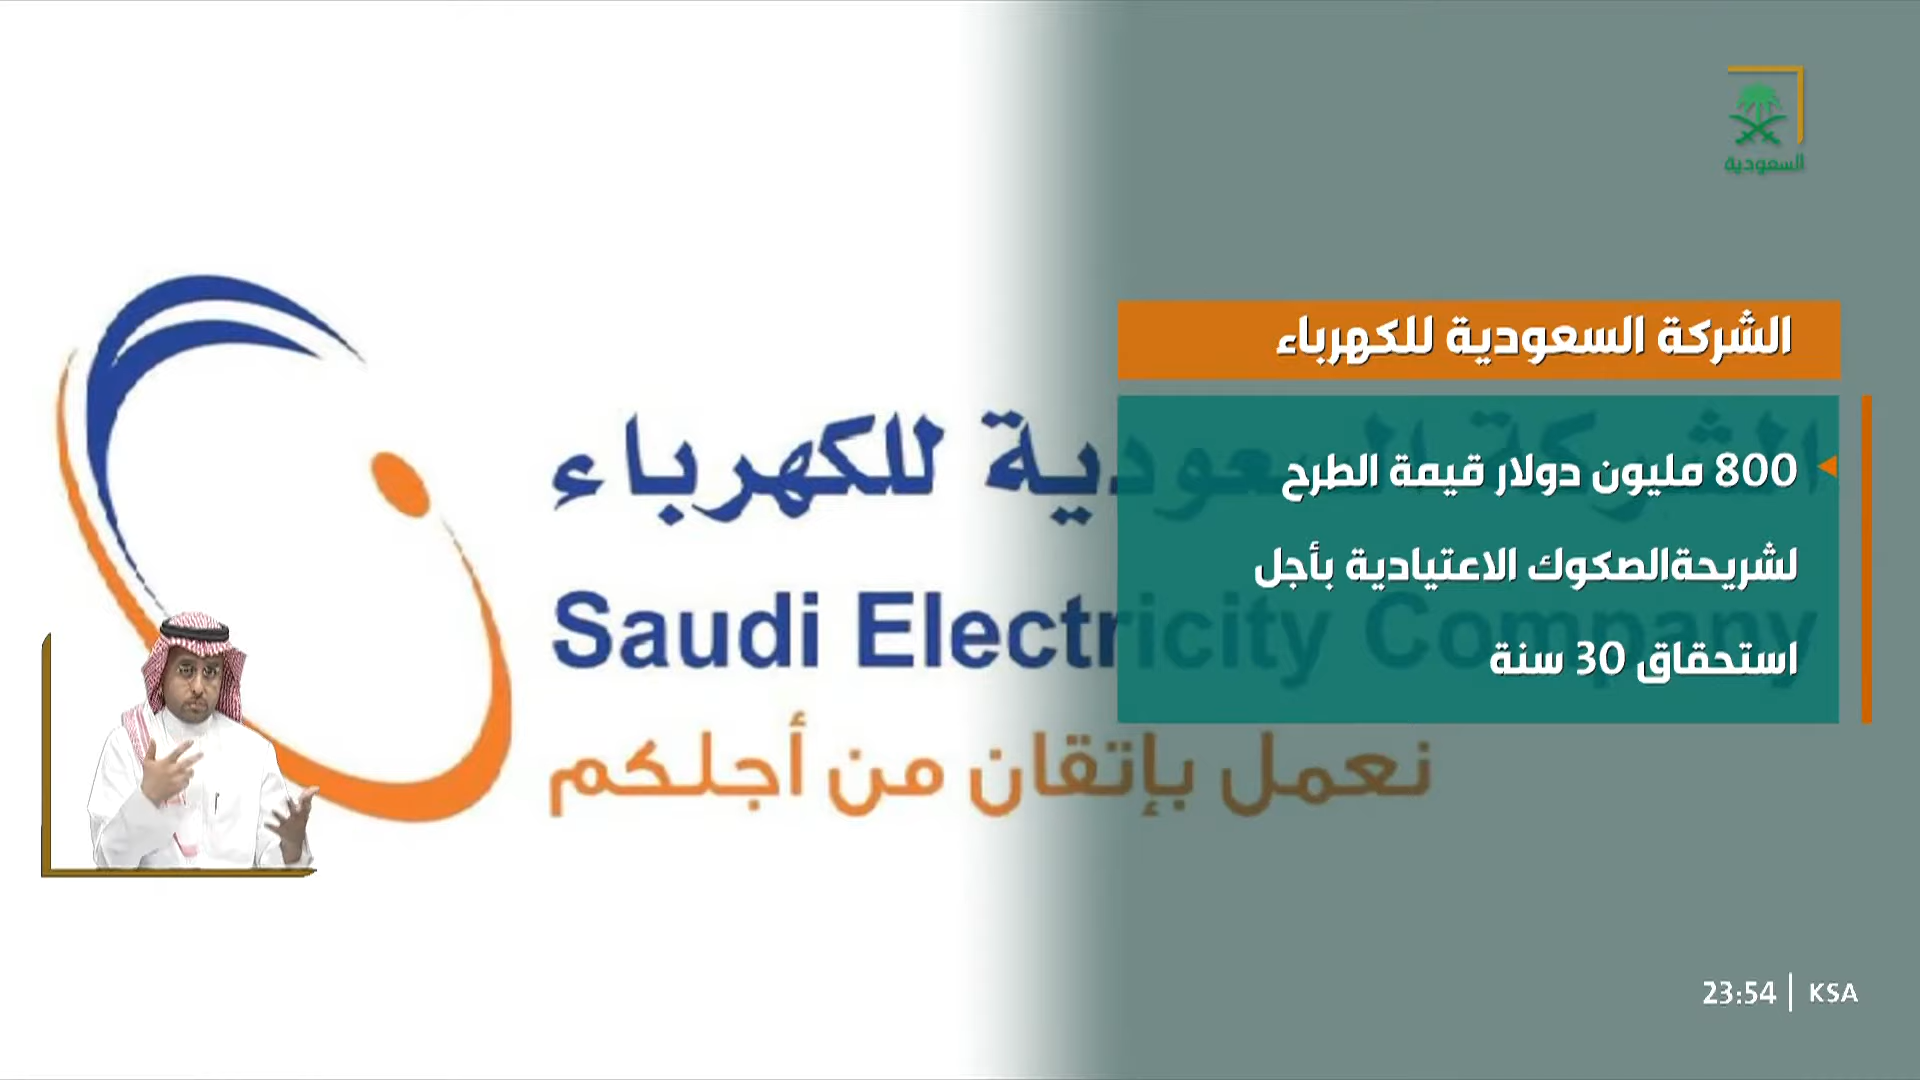 السعودية
الشركة السعودية للكهرباء
800 مليون دولار قيمة الطرح
لشريحةالصكوك الاعتيادية بأجل
استحقاق 30 سنة
الشركة السعودية للكهرباء
Saudi Electricity Company
نعمل بإتقان من أجلكم
23:54 | KSA